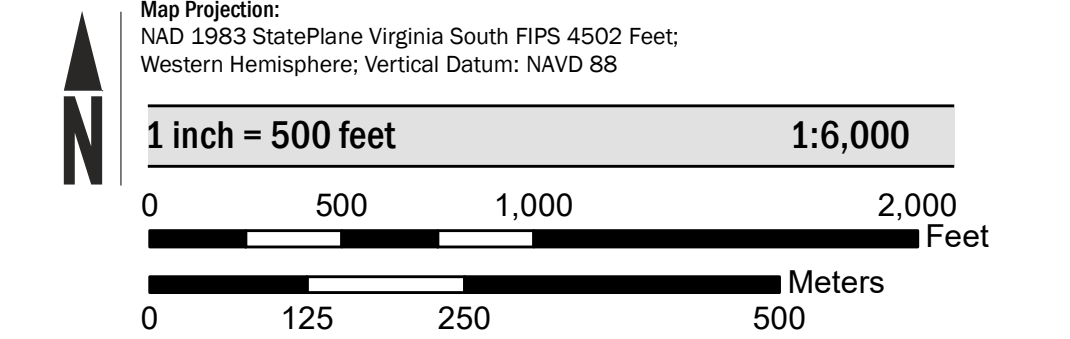 Map Projection:
NAD 1983 StatePlane Virginia South FIPS 4502 Feet;
Western Hemisphere; Vertical Datum: NAVD 88
N
1 inch = 500 feet 1:6,000
0 500 1,000 2,000
Feet
Meters
0 125 250 500